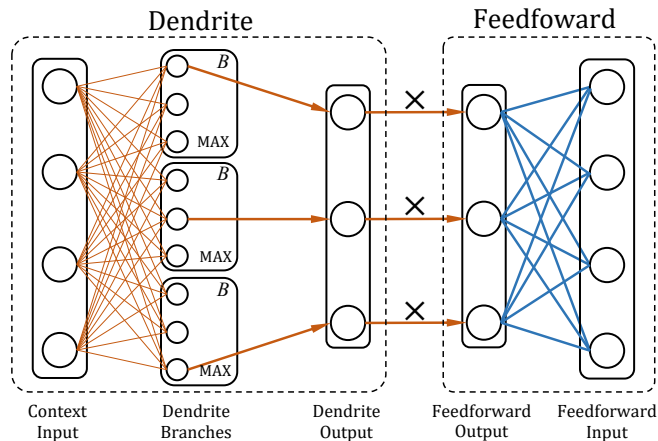 Dendrite
Feedfoward
B
MAX
B
MAX
B
MAX
×
×
×
Context
Input
Dendrite
Branches
Dendrite
Output
Feedforward
Output
Feedforward
Input